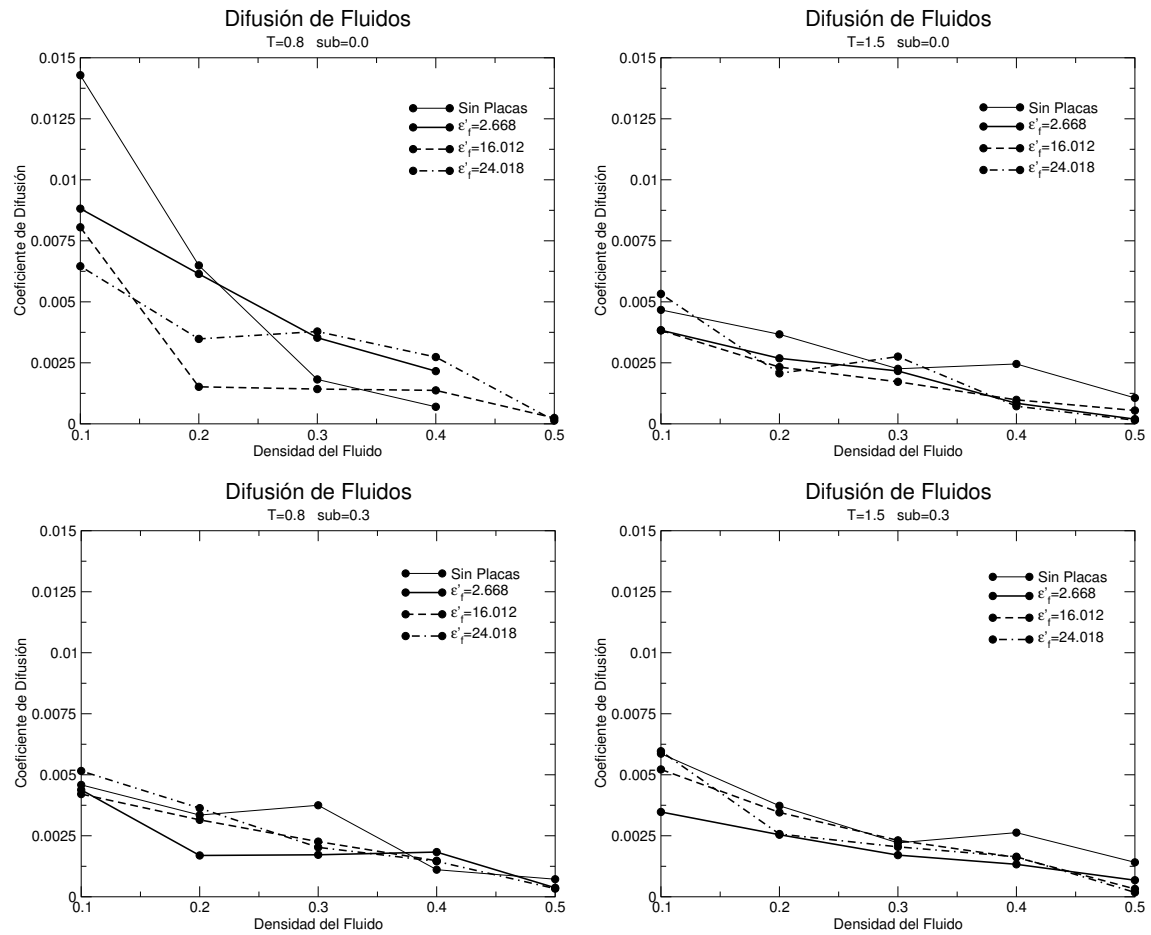 Difusión de Fluidos
T=0.8 sub=0.0
0.015
0.0125
0.01
0.0075
0.005
0.0025
0
Coeficiente de Difusión
Sin Placas
ε'f=2.668
ε'f=16.012
ε'f=24.018
0.1 0.2 0.3 0.4 0.5
Densidad del Fluido
Difusión de Fluidos
T=1.5 sub=0.0
0.015
0.0125
0.01
0.0075
0.005
0.0025
0
Coeficiente de Difusión
Sin Placas
ε'f=2.668
ε'f=16.012
ε'f=24.018
0.1 0.2 0.3 0.4 0.5
Densidad del Fluido
Difusión de Fluidos
T=0.8 sub=0.3
0.015
0.0125
0.01
0.0075
0.005
0.0025
0
Coeficiente de Difusión
Sin Placas
ε'f=2.668
ε'f=16.012
ε'f=24.018
0.1 0.2 0.3 0.4 0.5
Densidad del Fluido
Difusión de Fluidos
T=1.5 sub=0.3
0.015
0.0125
0.01
0.0075
0.005
0.0025
0
Coeficiente de Difusión
Sin Placas
ε'f=2.668
ε'f=16.012
ε'f=24.018
0.1 0.2 0.3 0.4 0.5
Densidad del Fluido